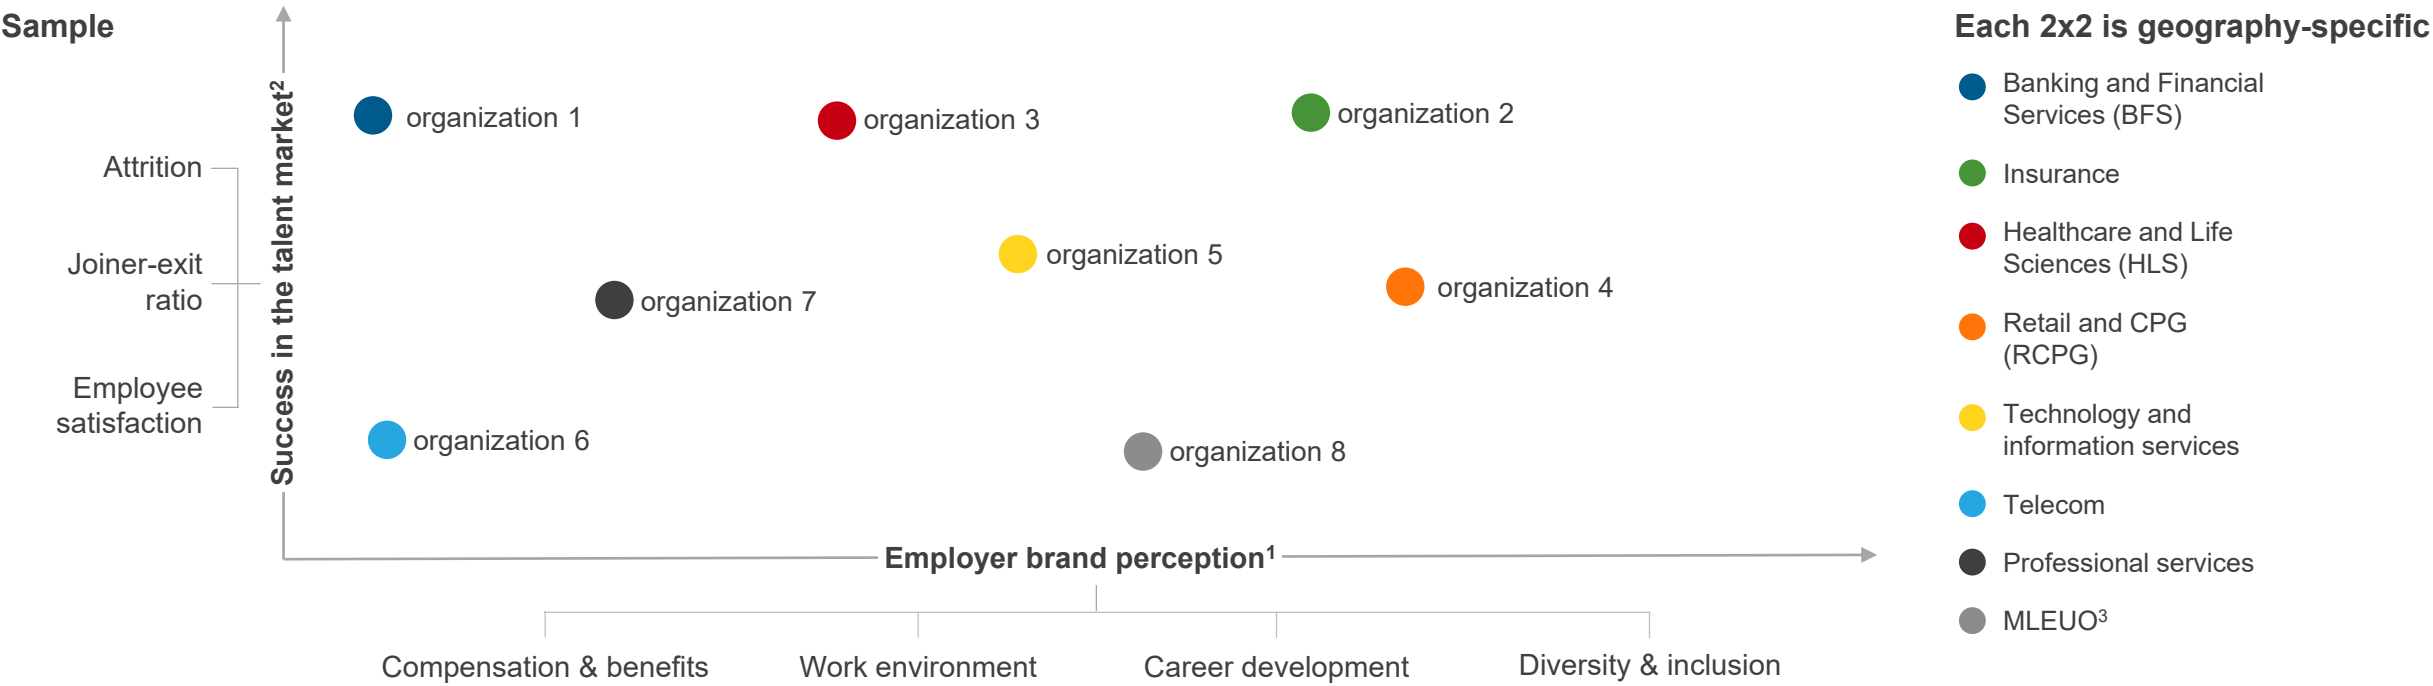 Sample
Each 2x2 is geography-specific
Success in the talent market²
Attrition
Joiner-exit
ratio
Employee
satisfaction
organization 1
organization 3
organization 2
organization 5
organization 7
organization 4
organization 6
organization 8
Employer brand perception¹
Compensation & benefits
Work environment
Career development
Diversity & inclusion
Banking and Financial
Services (BFS)
Insurance
Healthcare and Life
Sciences (HLS)
Retail and CPG
(RCPG)
Technology and
information services
Telecom
Professional services
MLEUO³